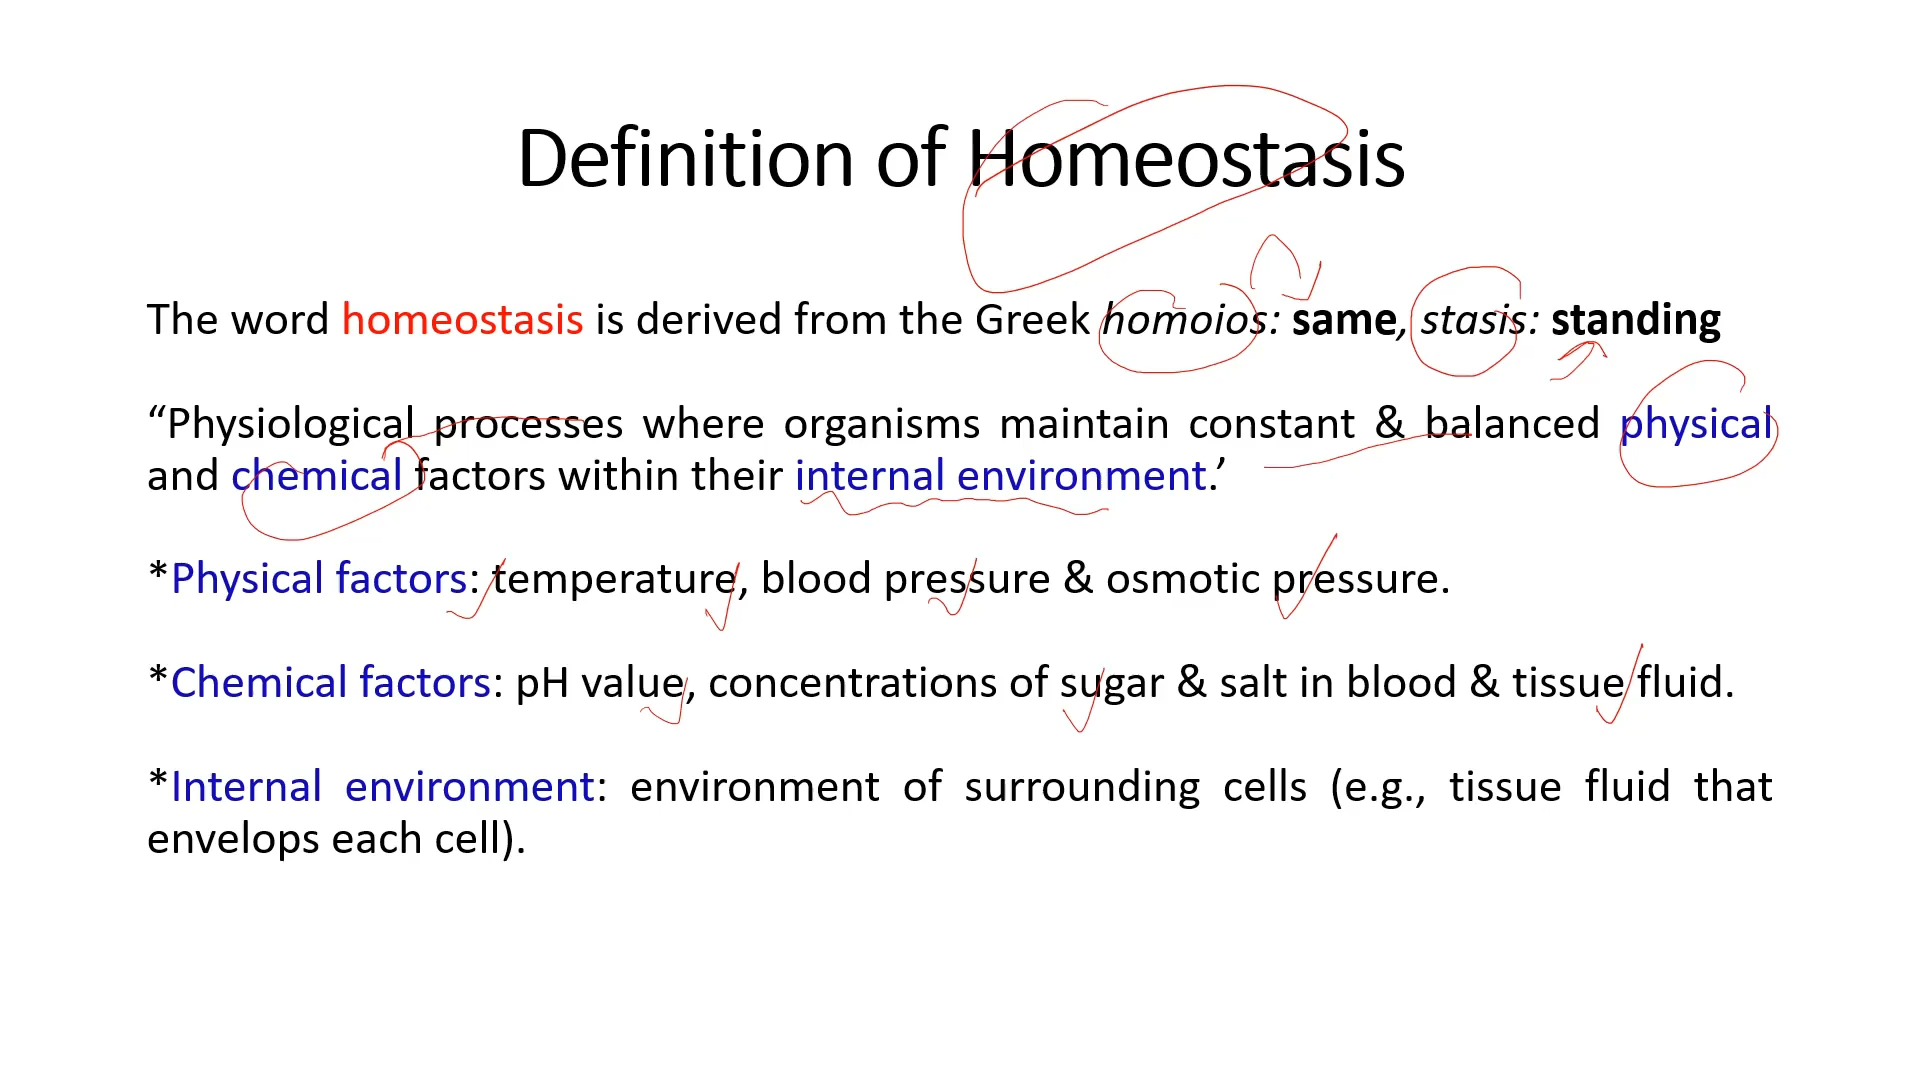 Definition of Homeostasis
The word homeostasis is derived from the Greek homoios: same, stasis: standing
“Physiological processes where organisms maintain constant & balanced physical
and chemical factors within their internal environment.’
*Physical factors: temperature, blood pressure & osmotic pressure.
*Chemical factors: pH value, concentrations of sugar & salt in blood & tissue fluid.
*Internal environment: environment of surrounding cells (e.g., tissue fluid that
envelops each cell).